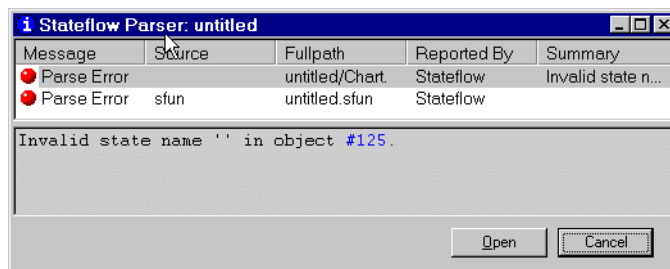 Stateflow Parser: untitled
Message Source Fullpath Reported By Summary
Parse Error untitled/Chart. Stateflow Invalid state n...
Parse Error sfun untitled.sfun Stateflow
Invalid state name '' in object #125.
Open Cancel